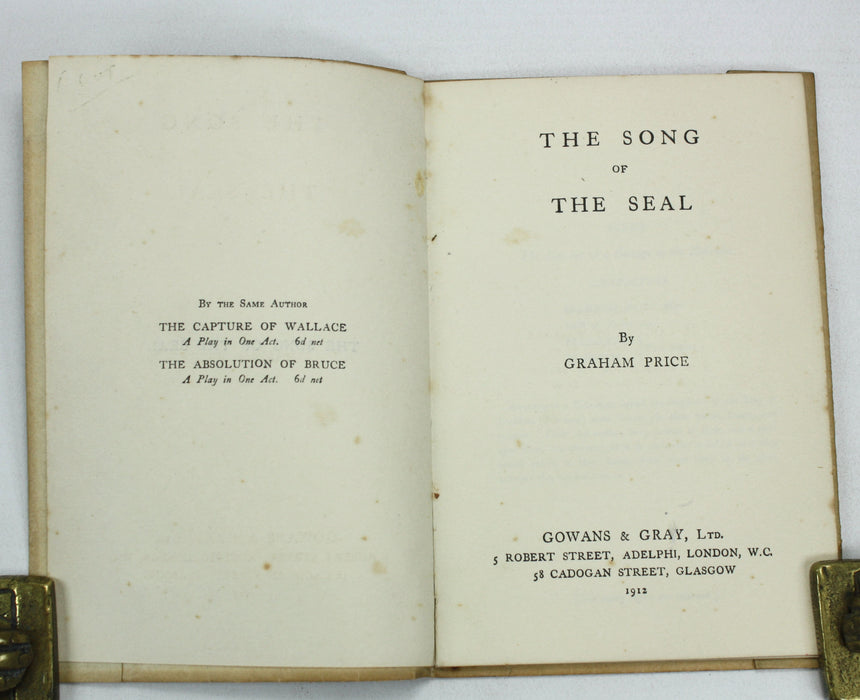 By the Same Author
THE CAPTURE OF WALLACE
A Play in One Act. 6d net
THE ABSOLUTION OF BRUCE
A Play in One Act. 6d net
THE SONG
OF
THE SEAL
By
GRAHAM PRICE
GOWANS & GRAY, Ltd.
5 ROBERT STREET, ADELPHI, LONDON, W.C.
58 CADOGAN STREET, GLASGOW
1912